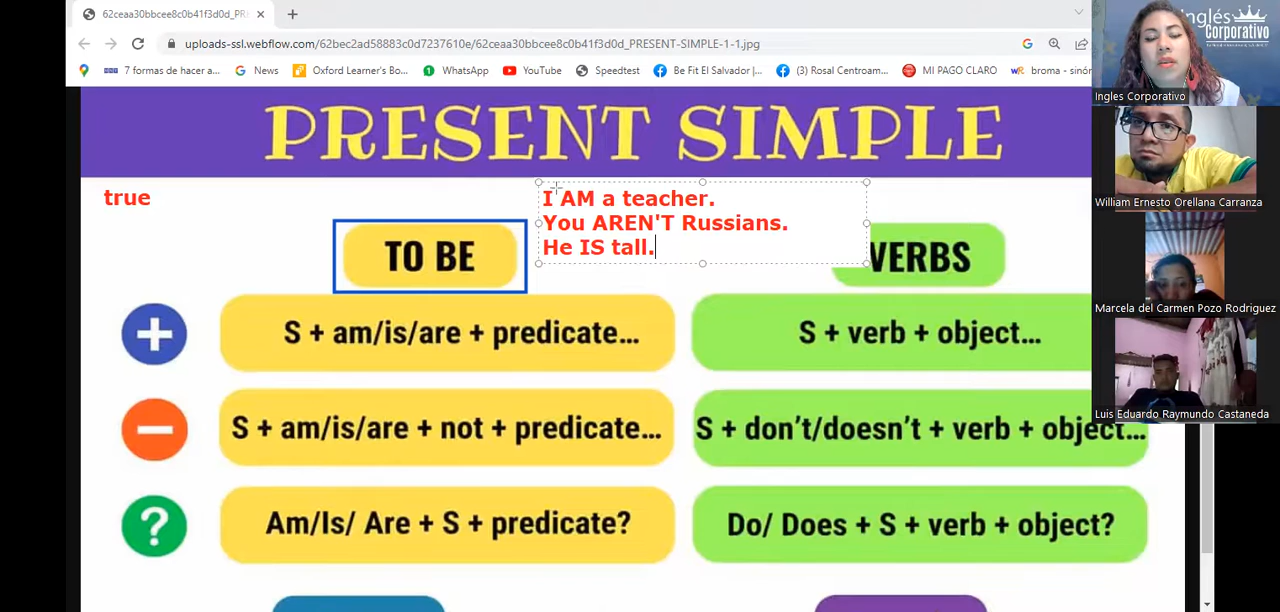 62ceaa30bbcee8c0b41f3d0d_PRE
uploads-ssl.webflow.com/62bec2ad58883c0d7237610e/62ceaa30bbcee8c0b41f3d0d_PRESENT-SIMPLE-1-1.jpg
7 formas de hacer a... News Oxford Learner's Bo... WhatsApp YouTube Speedtest Be Fit El Salvador |... (3) Rosal Centroam... MI PAGO CLARO broma - sinón
Inglés
Corporativo
Ingles Corporativo
William Ernesto Orellana Carranza
Marcela del Carmen Pozo Rodriguez
Luis Eduardo Raymundo Castaneda
PRESENT SIMPLE
true
I AM a teacher.
You AREN'T Russians.
He IS tall.
TO BE
VERBS
S + am/is/are + predicate...
S + verb + object...
S + am/is/are + not + predicate...
S + don't/doesn't + verb + object...
Am/Is/ Are + S + predicate?
Do/ Does + S + verb + object?